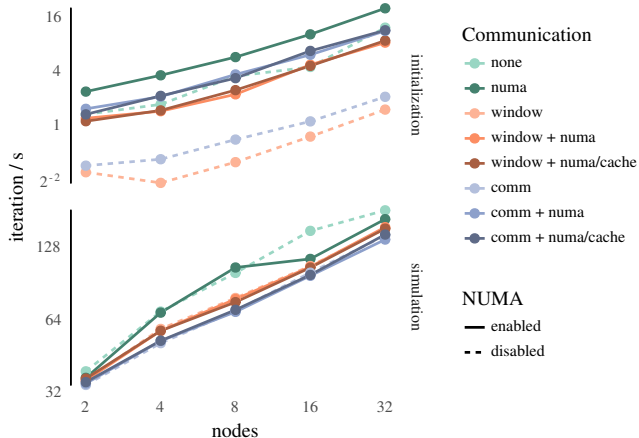 16
4
1
2⁻²
initialization
iteration / s
128
64
32
simulation
2
4
8
16
32
nodes
Communication
none
numa
window
window + numa
window + numa/cache
comm
comm + numa
comm + numa/cache
NUMA
enabled
disabled